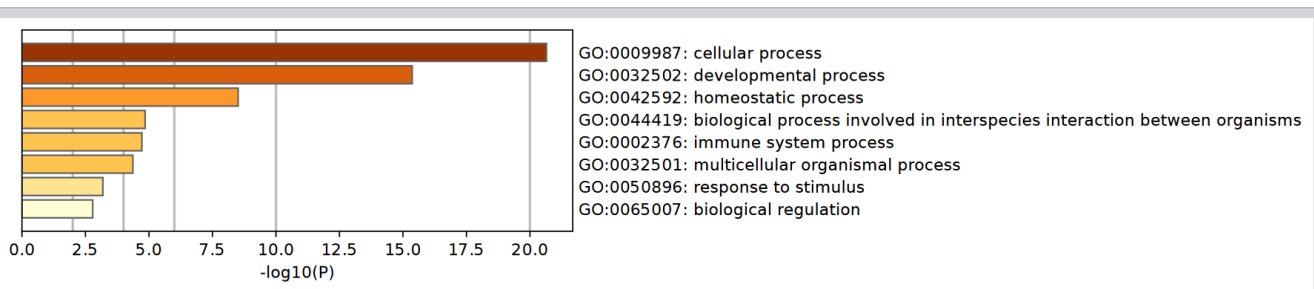 GO:0009987: cellular process
GO:0032502: developmental process
GO:0042592: homeostatic process
GO:0044419: biological process involved in interspecies interaction between organisms
GO:0002376: immune system process
GO:0032501: multicellular organismal process
GO:0050896: response to stimulus
GO:0065007: biological regulation
0.0 2.5 5.0 7.5 10.0 12.5 15.0 17.5 20.0
-log10(P)